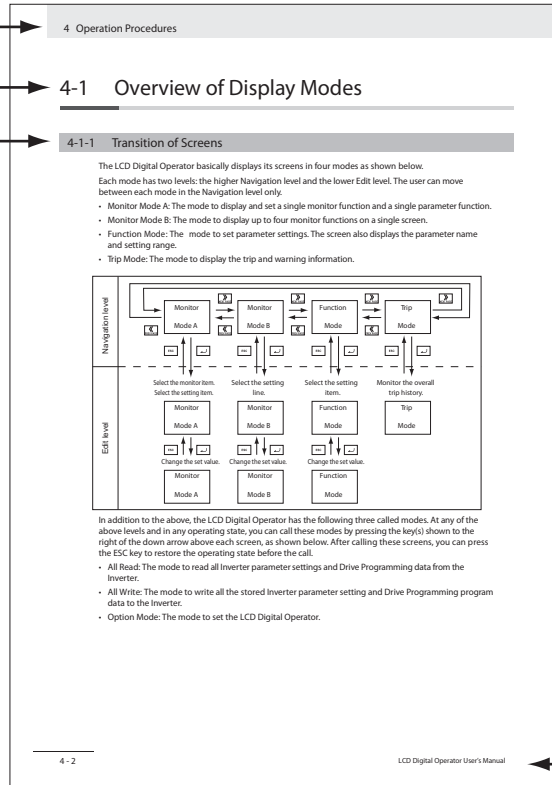 4 Operation Procedures
4-1 Overview of Display Modes
4-1-1 Transition of Screens
The LCD Digital Operator basically displays its screens in four modes as shown below.
Each mode has two levels: the higher Navigation level and the lower Edit level. The user can move
between each mode in the Navigation level only.
• Monitor Mode A: The mode to display and set a single monitor function and a single parameter function.
• Monitor Mode B: The mode to display up to four monitor functions on a single screen.
• Function Mode: The mode to set parameter settings. The screen also displays the parameter name
and setting range.
• Trip Mode: The mode to display the trip and warning information.
Navigation level
Monitor Monitor Function Trip
Mode A Mode B Mode Mode
ESC ESC ESC ESC
Edit level
Select the monitor item. Select the setting Select the setting Monitor the overall
Select the setting item. line. item. trip history.
Monitor Monitor Function Trip
Mode A Mode B Mode Mode
ESC ESC ESC
Change the set value. Change the set value. Change the set value.
Monitor Monitor Function
Mode A Mode B Mode
In addition to the above, the LCD Digital Operator has the following three called modes. At any of the
above levels and in any operating state, you can call these modes by pressing the key(s) shown to the
right of the down arrow above each screen, as shown below. After calling these screens, you can press
the ESC key to restore the operating state before the call.
• All Read: The mode to read all Inverter parameter settings and Drive Programming data from the
Inverter.
• All Write: The mode to write all the stored Inverter parameter setting and Drive Programming program
data to the Inverter.
• Option Mode: The mode to set the LCD Digital Operator.
4 - 2
LCD Digital Operator User's Manual